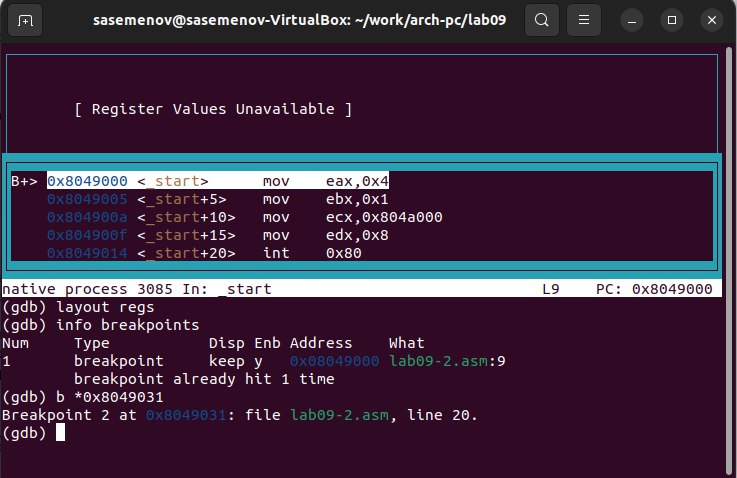 sasemenov@sasemenov-VirtualBox: ~/work/arch-pc/lab09
[ Register Values Unavailable ]
B+> 0x8049000 <_start>      mov    eax,0x4
0x8049005 <_start+5>    mov    ebx,0x1
0x804900a <_start+10>   mov    ecx,0x804a000
0x804900f <_start+15>   mov    edx,0x8
0x8049014 <_start+20>   int    0x80
native process 3085 In: _start                              L9    PC: 0x8049000
(gdb) layout regs
(gdb) info breakpoints
Num     Type           Disp Enb Address    What
1       breakpoint     keep y   0x08049000 lab09-2.asm:9
        breakpoint already hit 1 time
(gdb) b *0x8049031
Breakpoint 2 at 0x8049031: file lab09-2.asm, line 20.
(gdb)